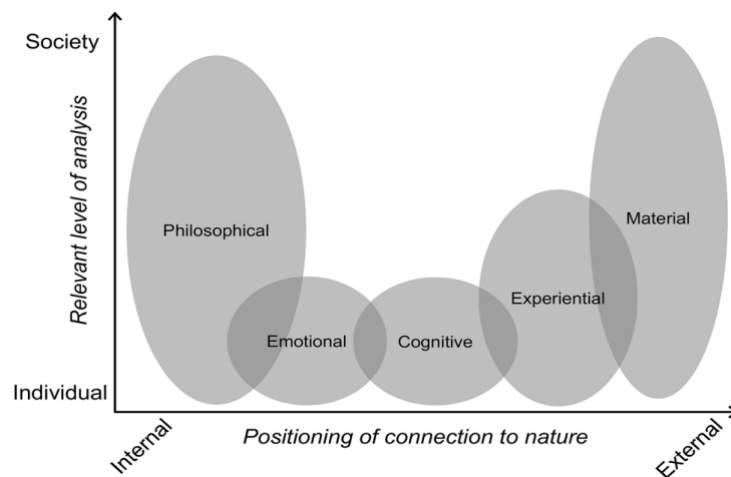 Society
Relevant level of analysis
Material
Philosophical
Experiential
Emotional
Cognitive
Individual
Positioning of connection to nature
Internal
External